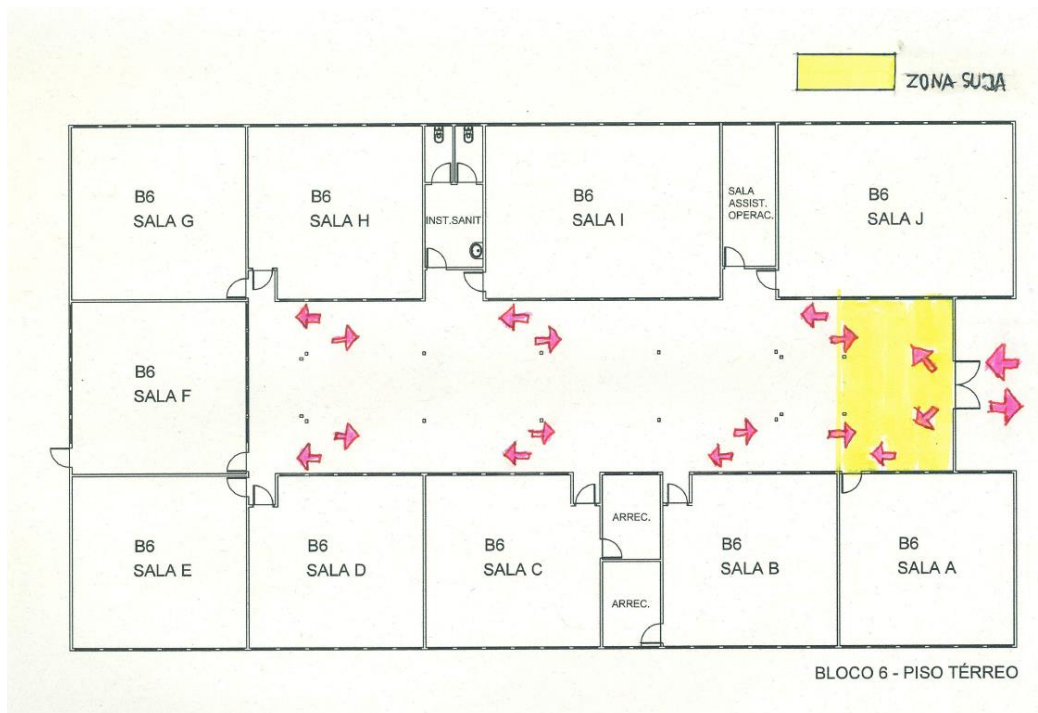 ZONA SUJA
B6
SALA G
B6
SALA H
INST.SANIT
B6
SALA I
SALA
ASSIST.
OPERAC.
B6
SALA J
B6
SALA F
B6
SALA E
B6
SALA D
B6
SALA C
ARREC.
ARREC.
B6
SALA B
B6
SALA A
BLOCO 6 - PISO TÉRREO